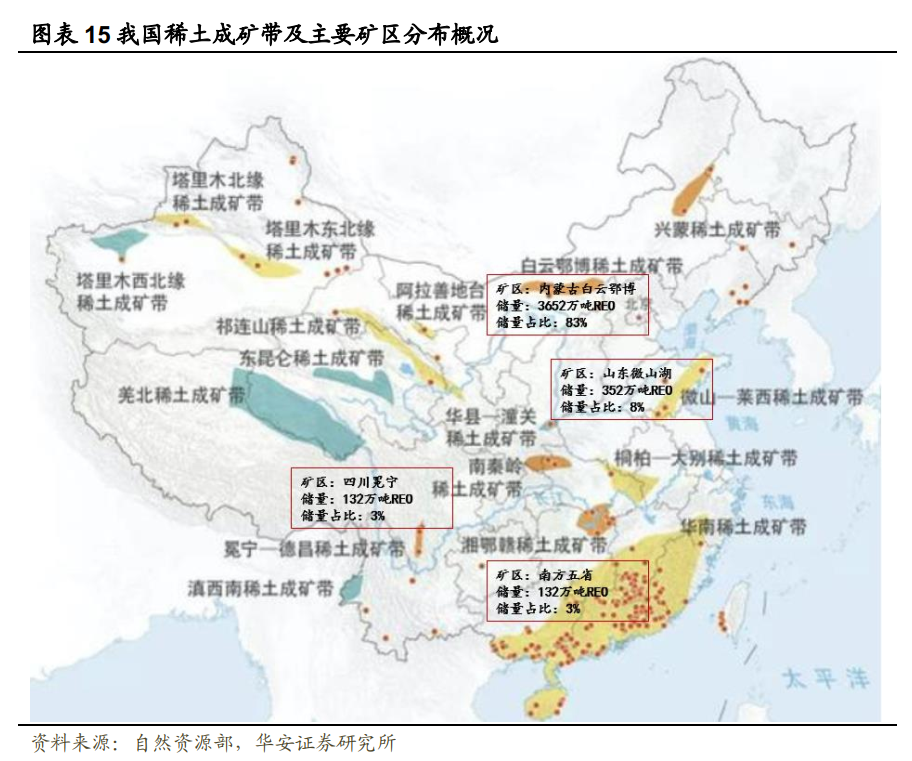 图表 15 我国稀土成矿带及主要矿区分布概况
塔里木北缘
稀土成矿带
塔里木东北缘
稀土成矿带
兴蒙稀土成矿带
白云鄂博稀土成矿带
塔里木西北缘
稀土成矿带
阿拉善地台
稀土成矿带
矿区：内蒙古白云鄂博
储量：3652万吨REO
储量占比：83%
北京
渤海
祁连山稀土成矿带
东昆仑稀土成矿带
羌北稀土成矿带
矿区：山东微山湖
储量：352万吨REO
储量占比：8%
微山—莱西稀土成矿带
黄海
华县—潼关
稀土成矿带
南秦岭
稀土成矿带
桐柏—大别稀土成矿带
矿区：四川冕宁
储量：132万吨REO
储量占比：3%
长江
东海
华南稀土成矿带
冕宁—德昌稀土成矿带
湘鄂赣稀土成矿带
滇西南稀土成矿带
矿区：南方五省
储量：132万吨REO
储量占比：3%
太平洋
资料来源：自然资源部，华安证券研究所